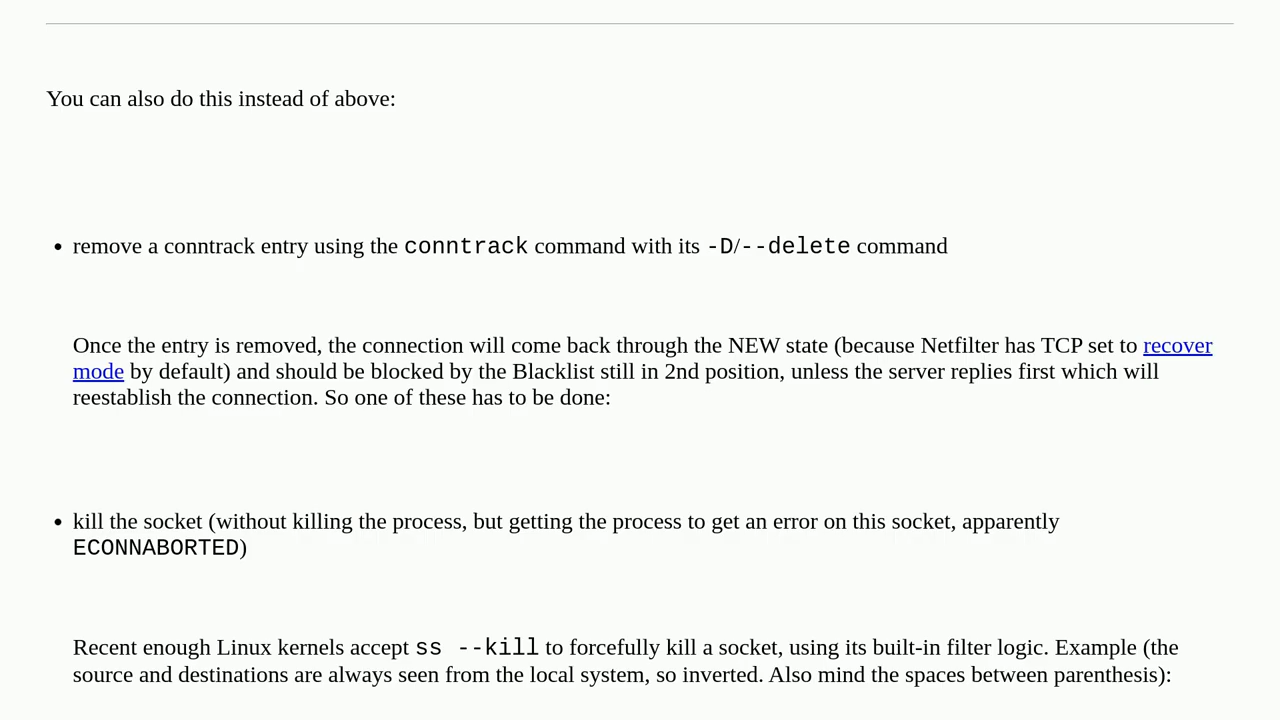 You can also do this instead of above:
• remove a conntrack entry using the conntrack command with its -D/--delete command
Once the entry is removed, the connection will come back through the NEW state (because Netfilter has TCP set to recover
mode by default) and should be blocked by the Blacklist still in 2nd position, unless the server replies first which will
reestablish the connection. So one of these has to be done:
• kill the socket (without killing the process, but getting the process to get an error on this socket, apparently
ECONNABORTED)
Recent enough Linux kernels accept ss --kill to forcefully kill a socket, using its built-in filter logic. Example (the
source and destinations are always seen from the local system, so inverted. Also mind the spaces between parenthesis):